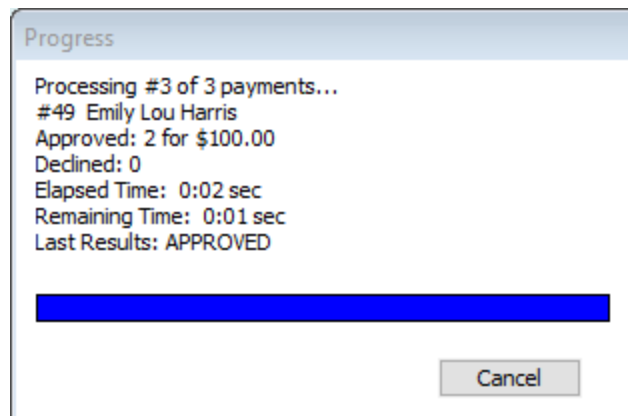 Progress
Processing #3 of 3 payments...
#49 Emily Lou Harris
Approved: 2 for $100.00
Declined: 0
Elapsed Time: 0:02 sec
Remaining Time: 0:01 sec
Last Results: APPROVED
Cancel